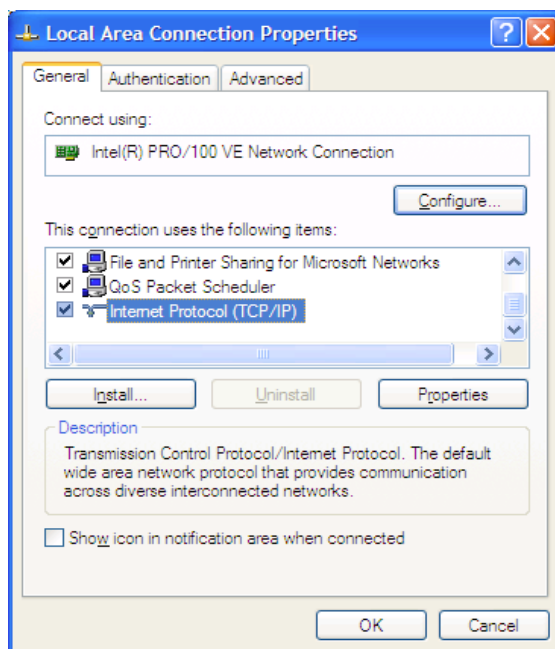 Local Area Connection Properties
General
Authentication
Advanced
Connect using:
Intel(R) PRO/100 VE Network Connection
Configure...
This connection uses the following items:
File and Printer Sharing for Microsoft Networks
QoS Packet Scheduler
Internet Protocol (TCP/IP)
Install...
Uninstall
Properties
Description
Transmission Control Protocol/Internet Protocol. The default
wide area network protocol that provides communication
across diverse interconnected networks.
Show icon in notification area when connected
OK
Cancel